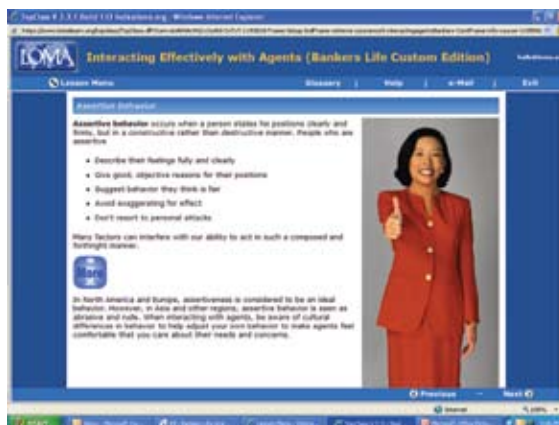 LOMA
Interacting Effectively with Agents (Bankers Life Custom Edition)
Lesson Menu
Glossary | Help | e-Mail | Exit
Assertive Behavior
Assertive behavior occurs when a person states her positions clearly and
firmly, but in a constructive rather than destructive manner. People who are
assertive
• Describe their feelings fully and clearly
• Give good, objective reasons for their positions
• Suggest behavior they think is fair
• Avoid exaggerating for effect
• Don't resort to personal attacks
Many factors can interfere with our ability to act in such a composed and
forthright manner.
More
In North America and Europe, assertiveness is considered to be an ideal
behavior. However, in Asia and other regions, assertive behavior is seen as
abrasive and rude. When interacting with agents, be aware of cultural
differences in behavior to help adjust your own behavior to make agents feel
comfortable that you care about their needs and concerns.
Previous — Next
Internet